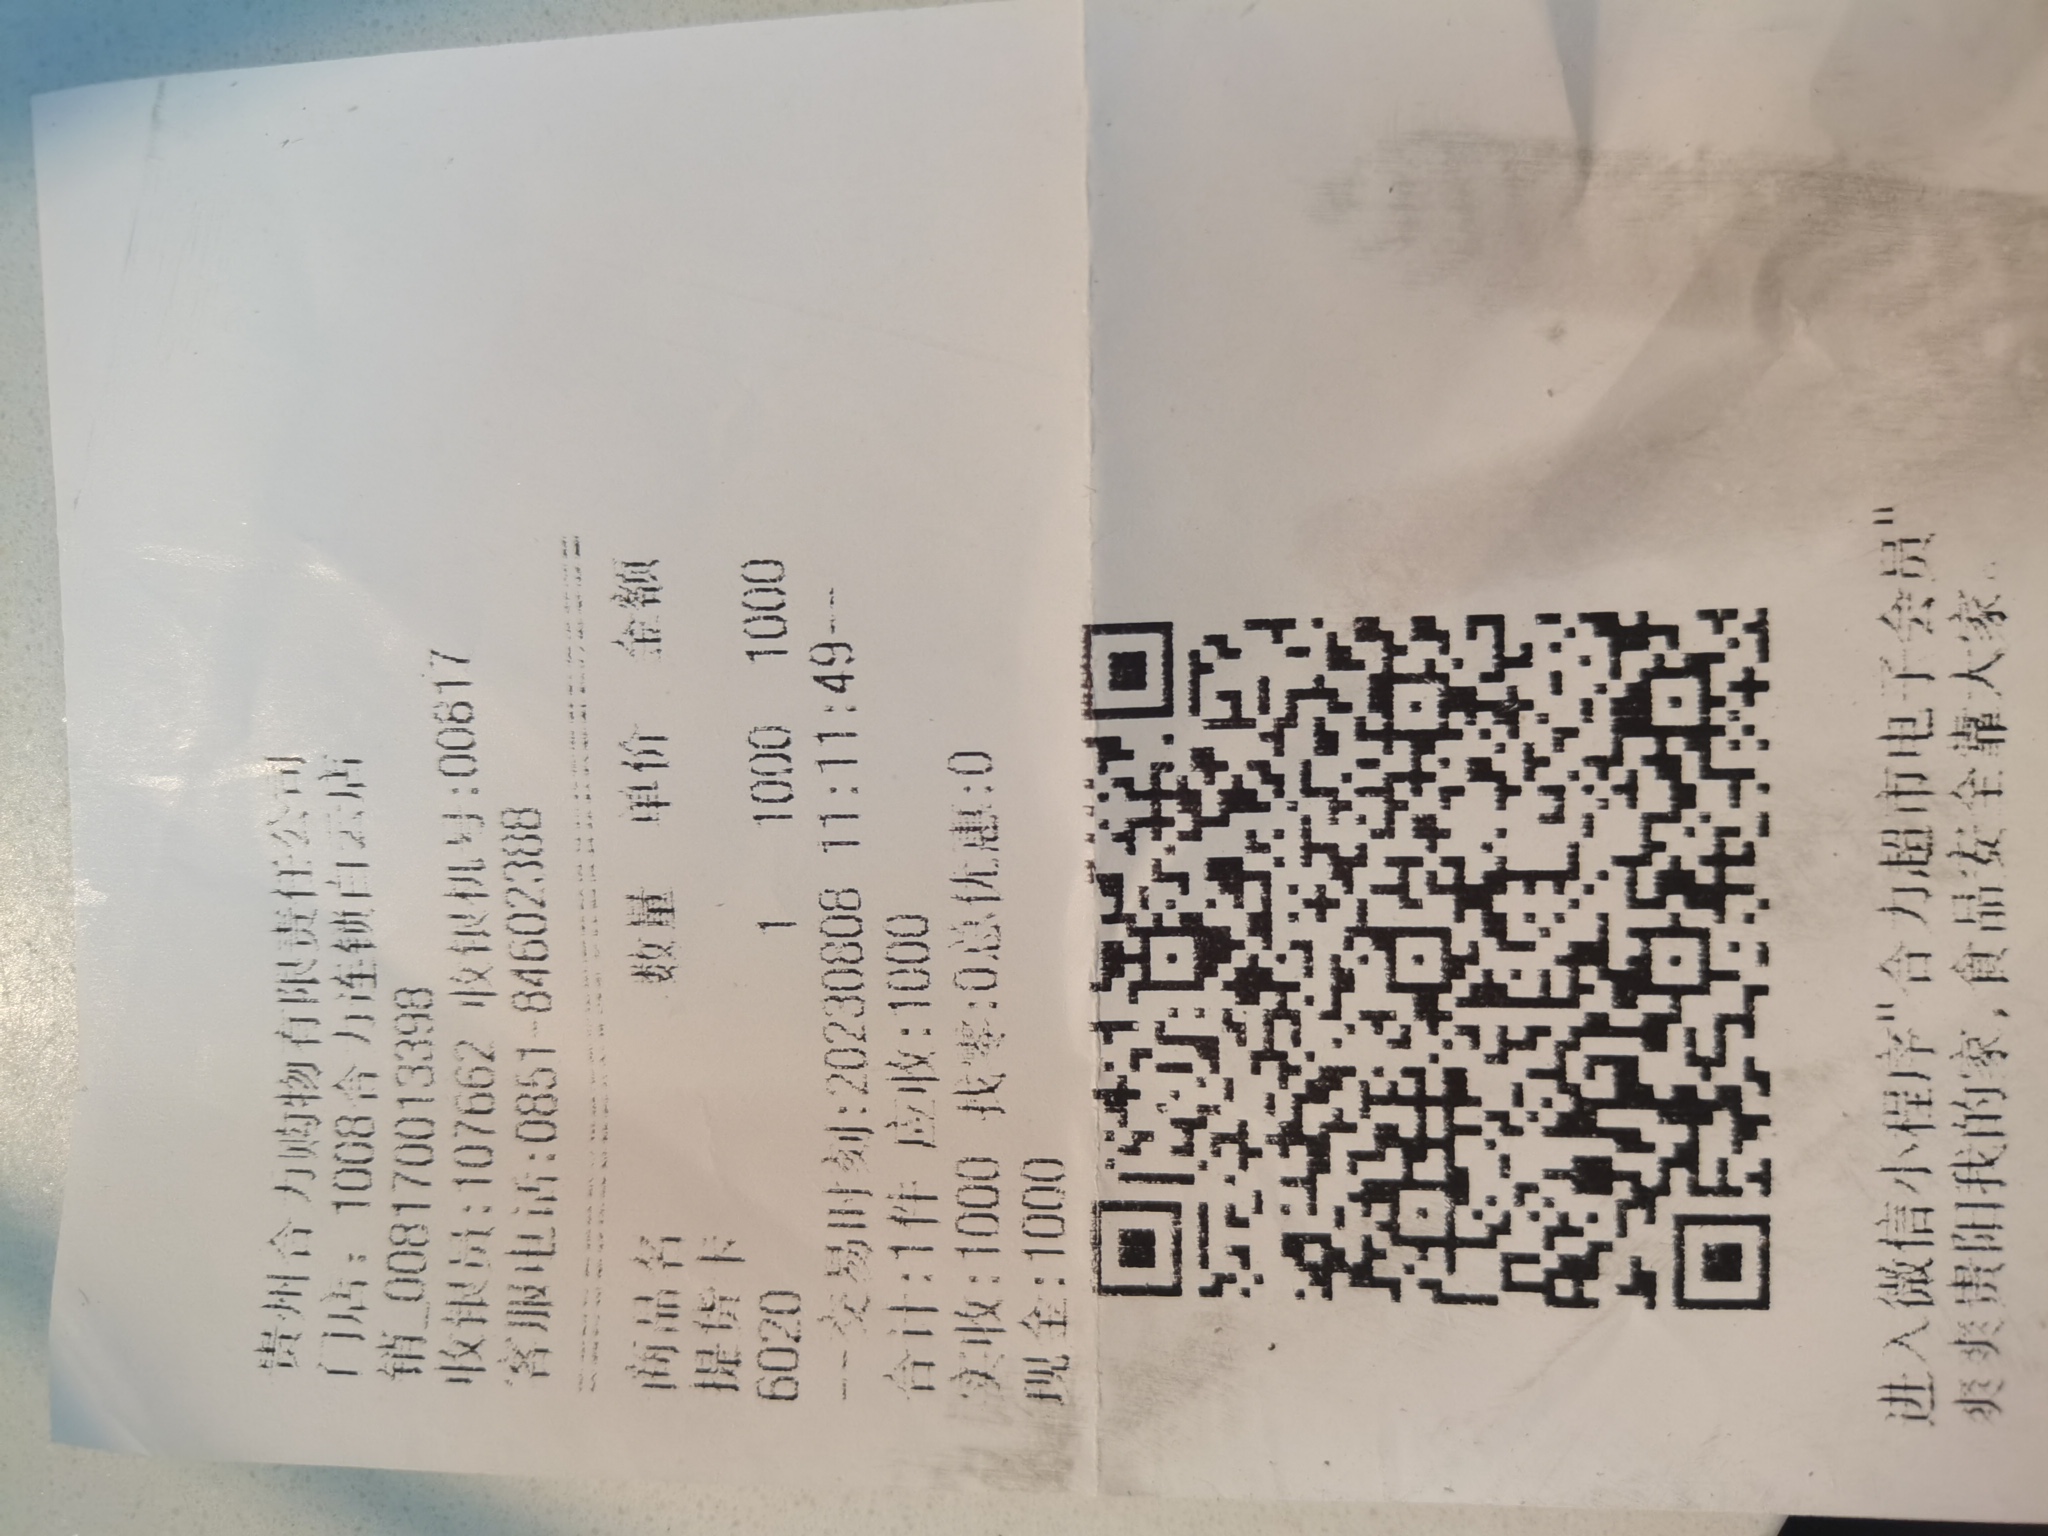 贵州合力购物有限责任公司
门店: 1008合力连锁白云店
销_008170013398
收银员:107662 收银机号:00617
客服电话:0851-84602388
商品名 数量 单价 金额
提货卡
6020 1 1000 1000
---交易时刻:20230808 11:11:49--
合计:1件 应收:1000
实收:1000 找零:0总优惠:0
现金:1000
进入微信小程序"合力超市电子会员"
爽爽贵阳我的家,食品安全靠大家。